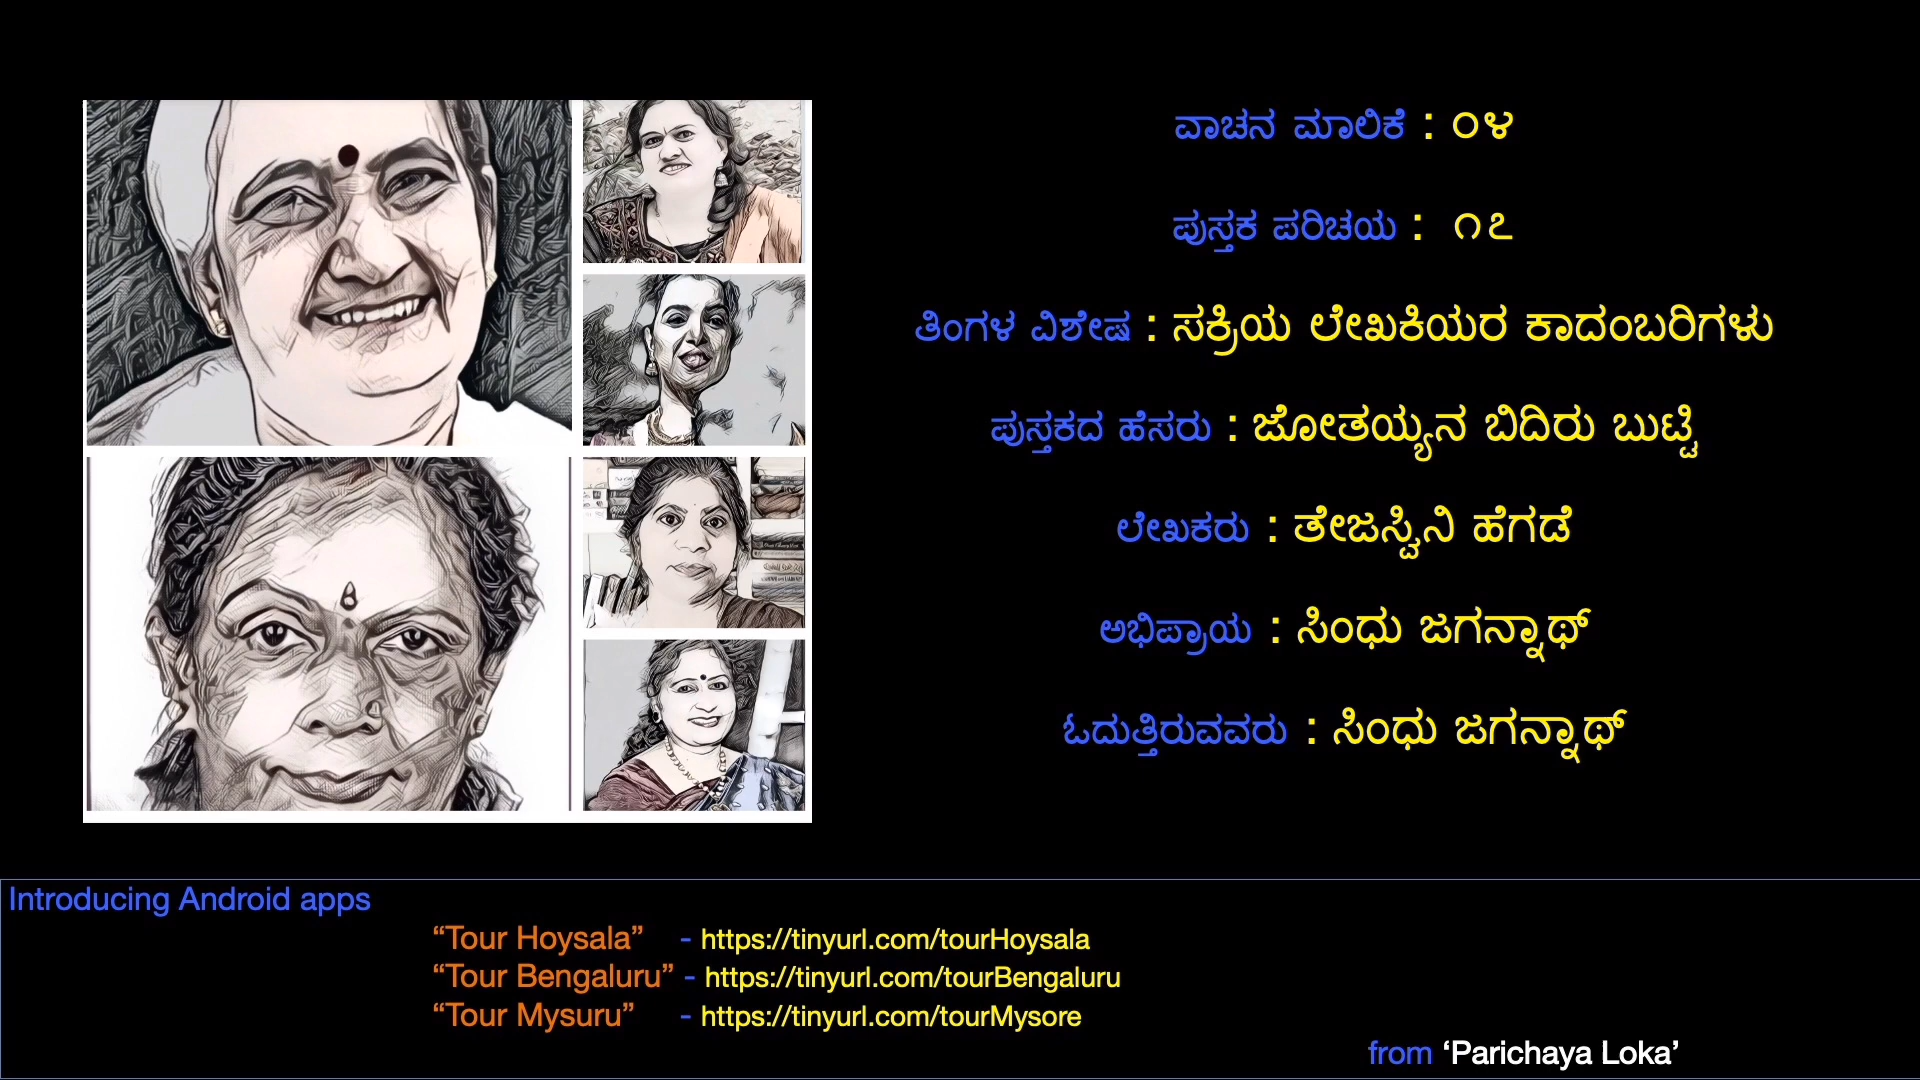 ವಾಚನ ಮಾಲಿಕೆ : ೦೪
ಪುಸ್ತಕ ಪರಿಚಯ : ೧೭
ತಿಂಗಳ ವಿಶೇಷ : ಸಕ್ರಿಯ ಲೇಖಕಿಯರ ಕಾದಂಬರಿಗಳು
ಪುಸ್ತಕದ ಹೆಸರು : ಜೋತಯ್ಯನ ಬಿದಿರು ಬುಟ್ಟಿ
ಲೇಖಕರು : ತೇಜಸ್ವಿನಿ ಹೆಗಡೆ
ಅಭಿಪ್ರಾಯ : ಸಿಂಧು ಜಗನ್ನಾಥ್
ಓದುತ್ತಿರುವವರು : ಸಿಂಧು ಜಗನ್ನಾಥ್
Introducing Android apps
“Tour Hoysala” - https://tinyurl.com/tourHoysala
“Tour Bengaluru” - https://tinyurl.com/tourBengaluru
“Tour Mysuru” - https://tinyurl.com/tourMysore
from ‘Parichaya Loka’